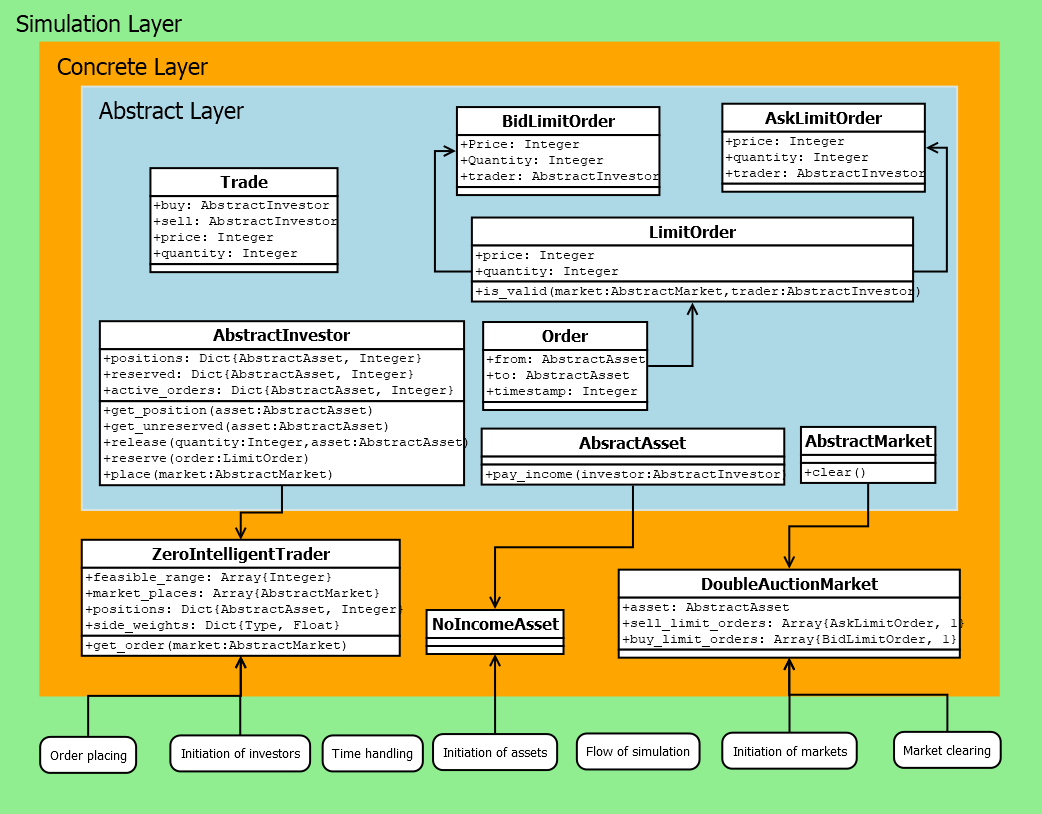 Simulation Layer
Concrete Layer
Abstract Layer
BidLimitOrder
+Price: Integer
+Quantity: Integer
+trader: AbstractInvestor
AskLimitOrder
+price: Integer
+quantity: Integer
+trader: AbstractInvestor
Trade
+buy: AbstractInvestor
+sell: AbstractInvestor
+price: Integer
+quantity: Integer
LimitOrder
+price: Integer
+quantity: Integer
+is_valid(market:AbstractMarket,trader:AbstractInvestor)
AbstractInvestor
+positions: Dict{AbstractAsset, Integer}
+reserved: Dict{AbstractAsset, Integer}
+active_orders: Dict{AbstractAsset, Integer}
+get_position(asset:AbstractAsset)
+get_unreserved(asset:AbstractAsset)
+release(quantity:Integer,asset:AbstractAsset)
+reserve(order:LimitOrder)
+place(market:AbstractMarket)
Order
+from: AbstractAsset
+to: AbstractAsset
+timestamp: Integer
AbsractAsset
+pay_income(investor:AbstractInvestor)
AbstractMarket
+clear()
ZeroIntelligentTrader
+feasible_range: Array{Integer}
+market_places: Array{AbstractMarket}
+positions: Dict{AbstractAsset, Integer}
+side_weights: Dict{Type, Float}
+get_order(market:AbstractMarket)
NoIncomeAsset
DoubleAuctionMarket
+asset: AbstractAsset
+sell_limit_orders: Array{AskLimitOrder, 1}
+buy_limit_orders: Array{BidLimitOrder, 1}
Order placing
Initiation of investors
Time handling
Initiation of assets
Flow of simulation
Initiation of markets
Market clearing